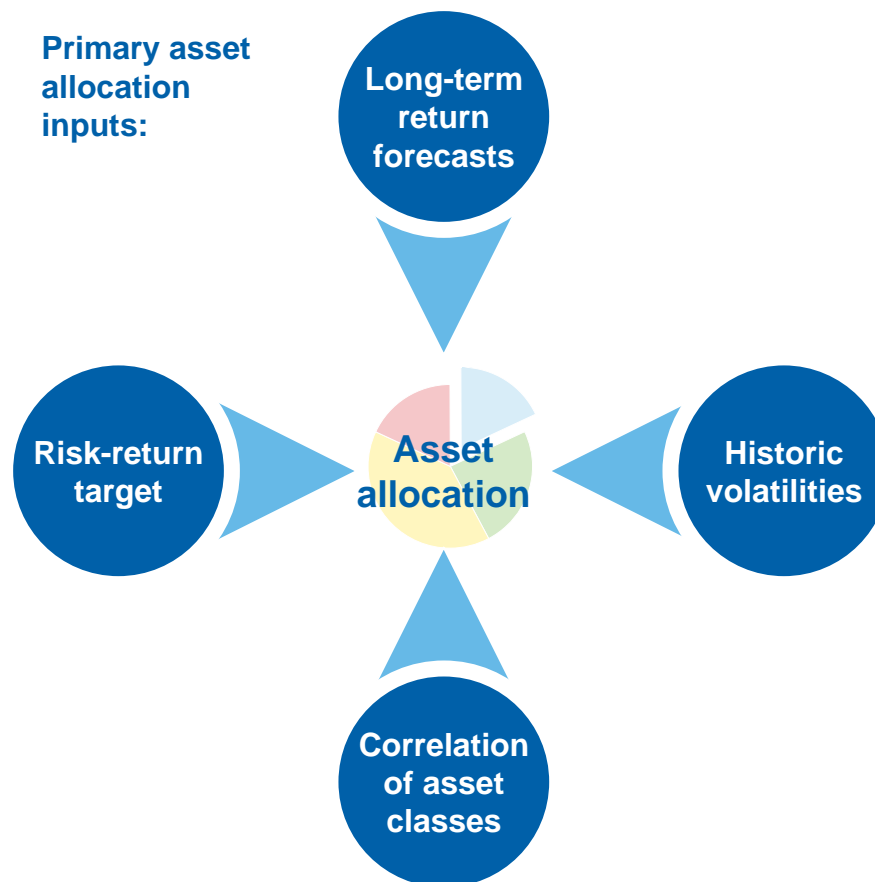 Primary asset
allocation
inputs:
Long-term
return
forecasts
Risk-return
target
Asset
allocation
Historic
volatilities
Correlation
of asset
classes